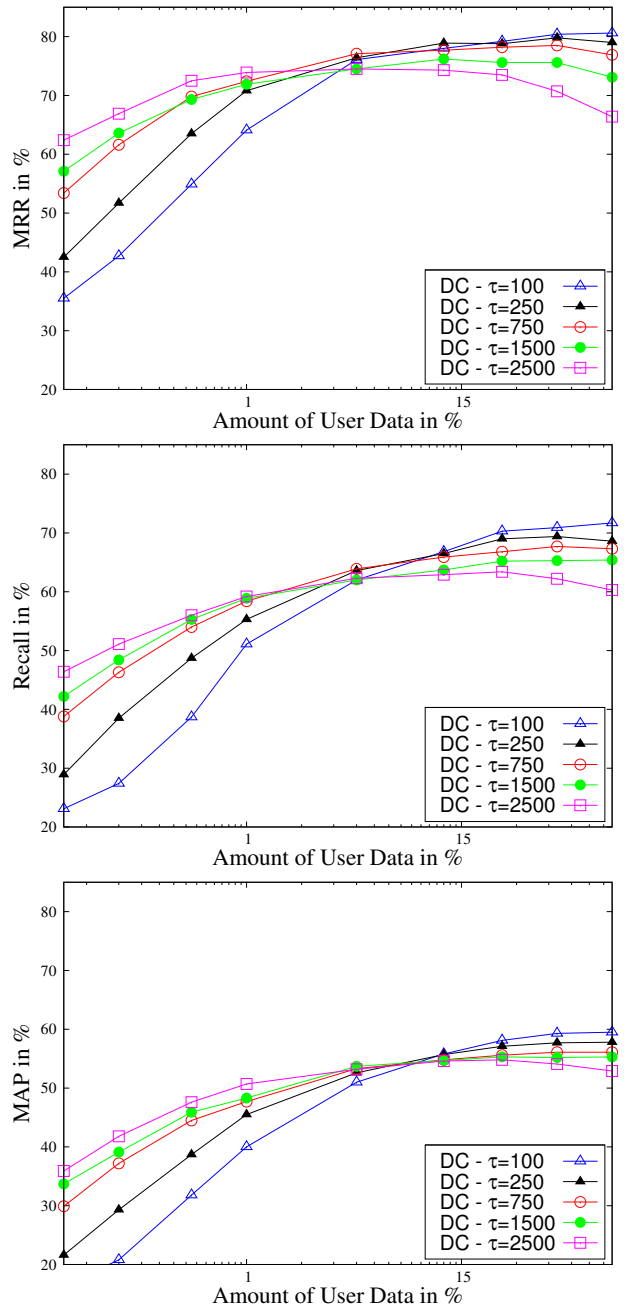 80
70
60
50
40
30
20
MRR in %
DC - τ=100
DC - τ=250
DC - τ=750
DC - τ=1500
DC - τ=2500
1 15
Amount of User Data in %
80
70
60
50
40
30
20
Recall in %
DC - τ=100
DC - τ=250
DC - τ=750
DC - τ=1500
DC - τ=2500
1 15
Amount of User Data in %
80
70
60
50
40
30
20
MAP in %
DC - τ=100
DC - τ=250
DC - τ=750
DC - τ=1500
DC - τ=2500
1 15
Amount of User Data in %